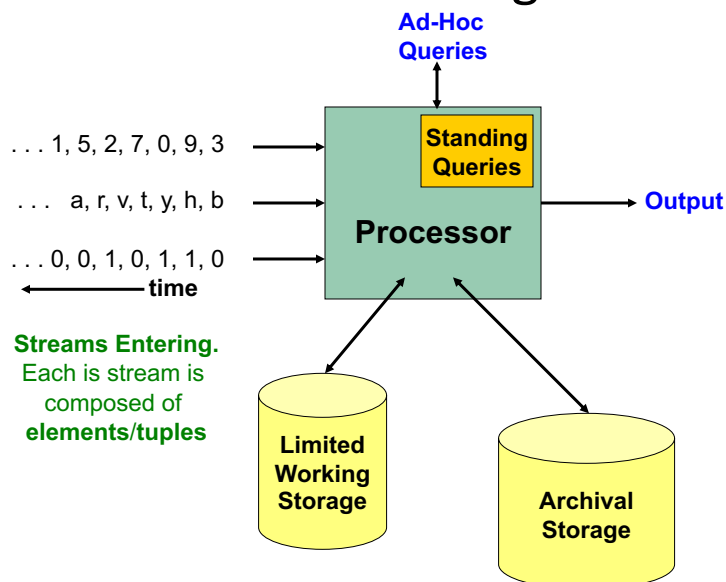 Ad-Hoc
Queries
Standing
Queries
. . . 1, 5, 2, 7, 0, 9, 3
. . . a, r, v, t, y, h, b
. . . 0, 0, 1, 0, 1, 1, 0
time
Processor
Output
Streams Entering.
Each is stream is
composed of
elements/tuples
Limited
Working
Storage
Archival
Storage